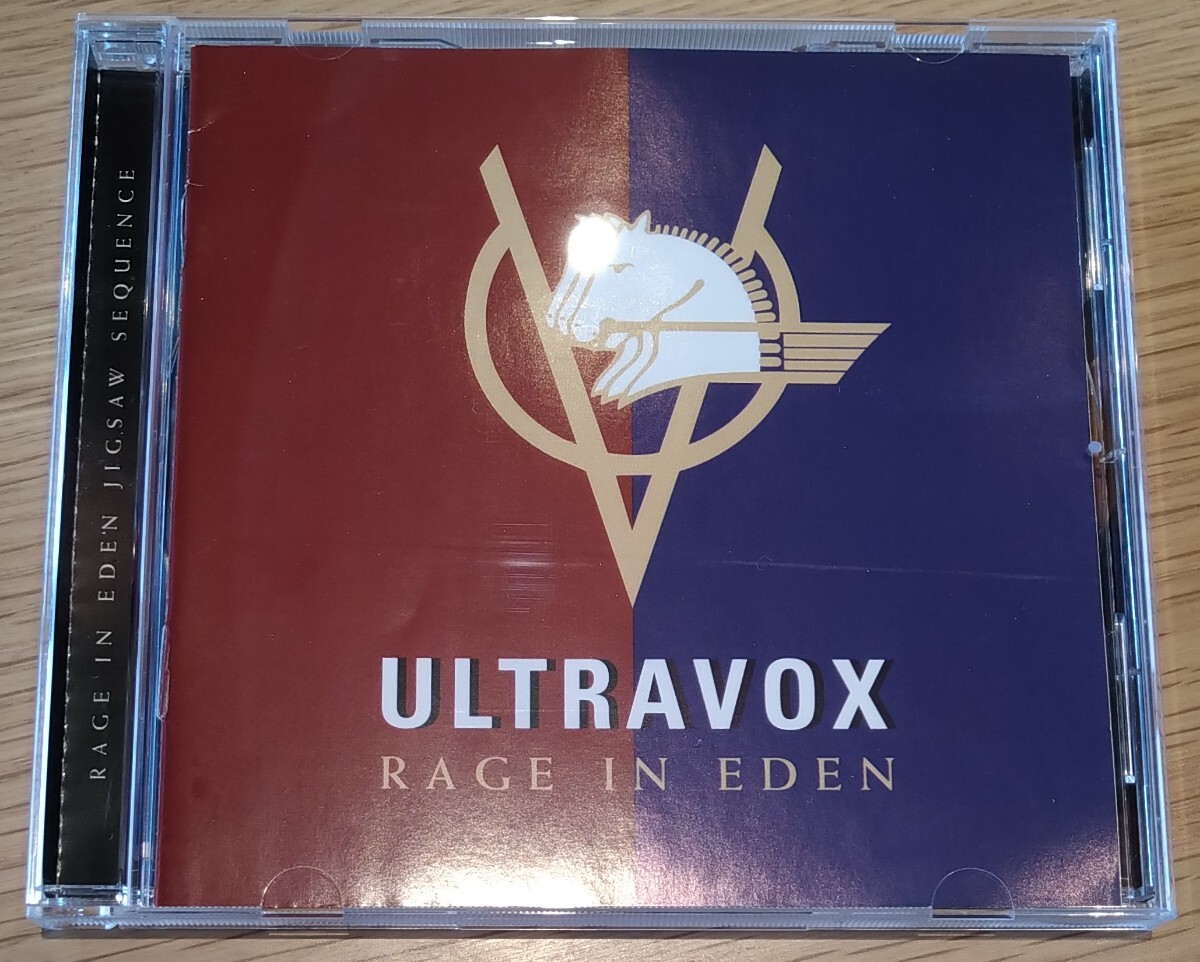 RAGE IN EDEN JIGSAW SEQUENCE
ULTRAVOX
RAGE IN EDEN